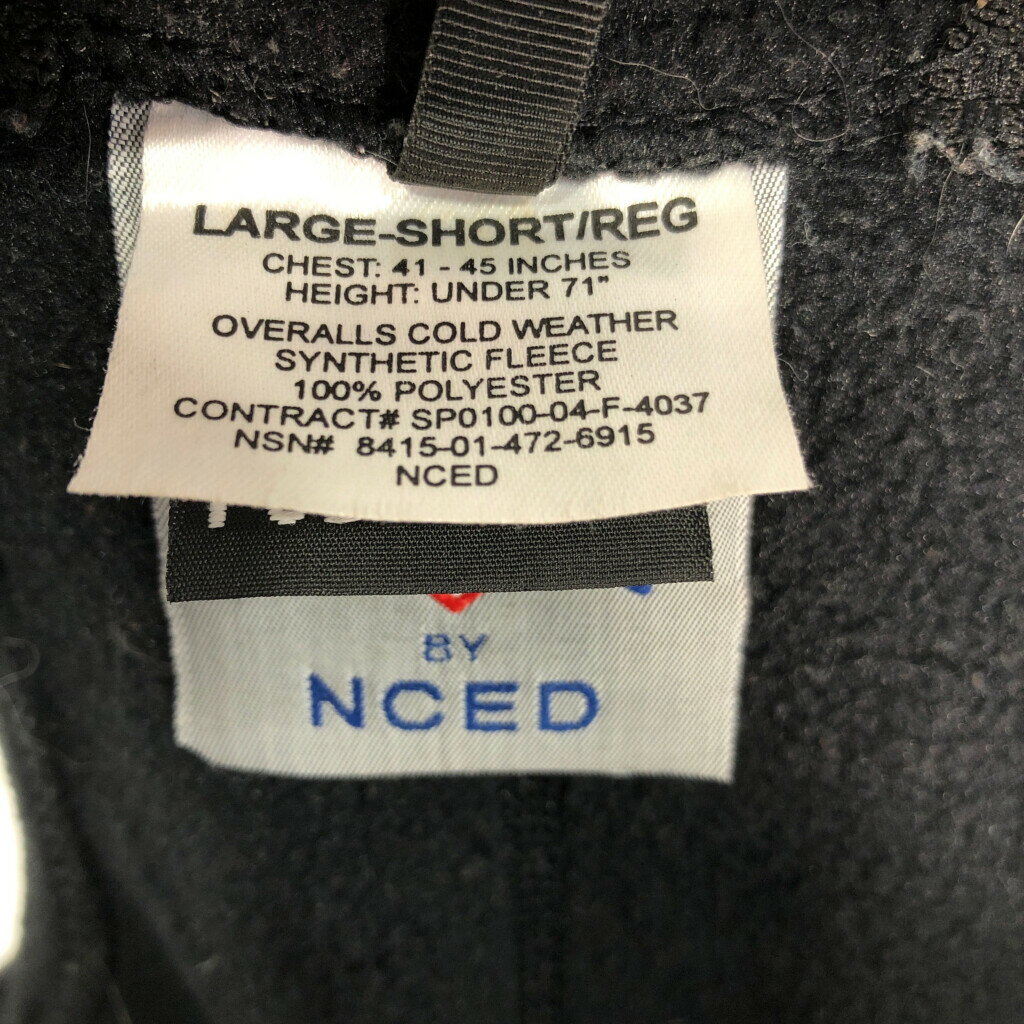 LARGE-SHORT/REG
CHEST: 41 - 45 INCHES
HEIGHT: UNDER 71"
OVERALLS COLD WEATHER
SYNTHETIC FLEECE
100% POLYESTER
CONTRACT# SP0100-04-F-4037
NSN# 8415-01-472-6915
NCED
BY
NCED